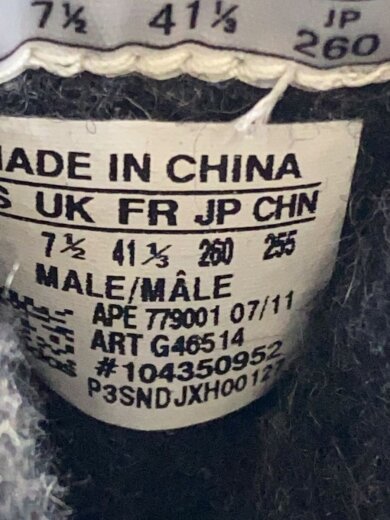 7½ 41⅓ JP
260
MADE IN CHINA
UK FR JP CHN
7½ 41⅓ 260 255
MALE/MÂLE
APE 779001 07/11
ART G46514
#104350952
P3SNDJXH00127